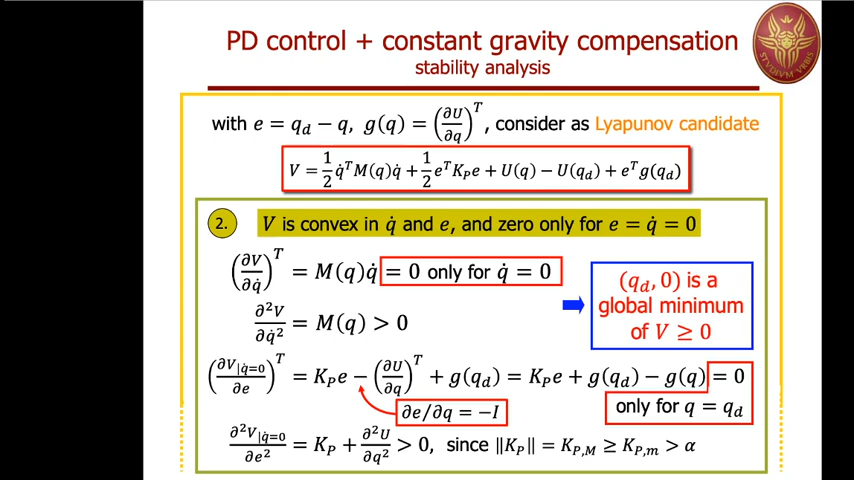 PD control + constant gravity compensation
stability analysis
STVDIVM VRBIS
with e = q_d − q, g(q) = (∂U/∂q)^T, consider as Lyapunov candidate
V = 1/2 q̇^T M(q)q̇ + 1/2 e^T K_P e + U(q) − U(q_d) + e^T g(q_d)
2. V is convex in q̇ and e, and zero only for e = q̇ = 0
(∂V/∂q̇)^T = M(q)q̇ = 0 only for q̇ = 0
∂²V/∂q̇² = M(q) > 0
(q_d, 0) is a
global minimum
of V ≥ 0
(∂V_{|q̇=0}/∂e)^T = K_P e − (∂U/∂q)^T + g(q_d) = K_P e + g(q_d) − g(q) = 0
only for q = q_d
∂e/∂q = −I
∂²V_{|q̇=0}/∂e² = K_P + ∂²U/∂q² > 0, since ‖K_P‖ = K_{P,M} ≥ K_{P,m} > α